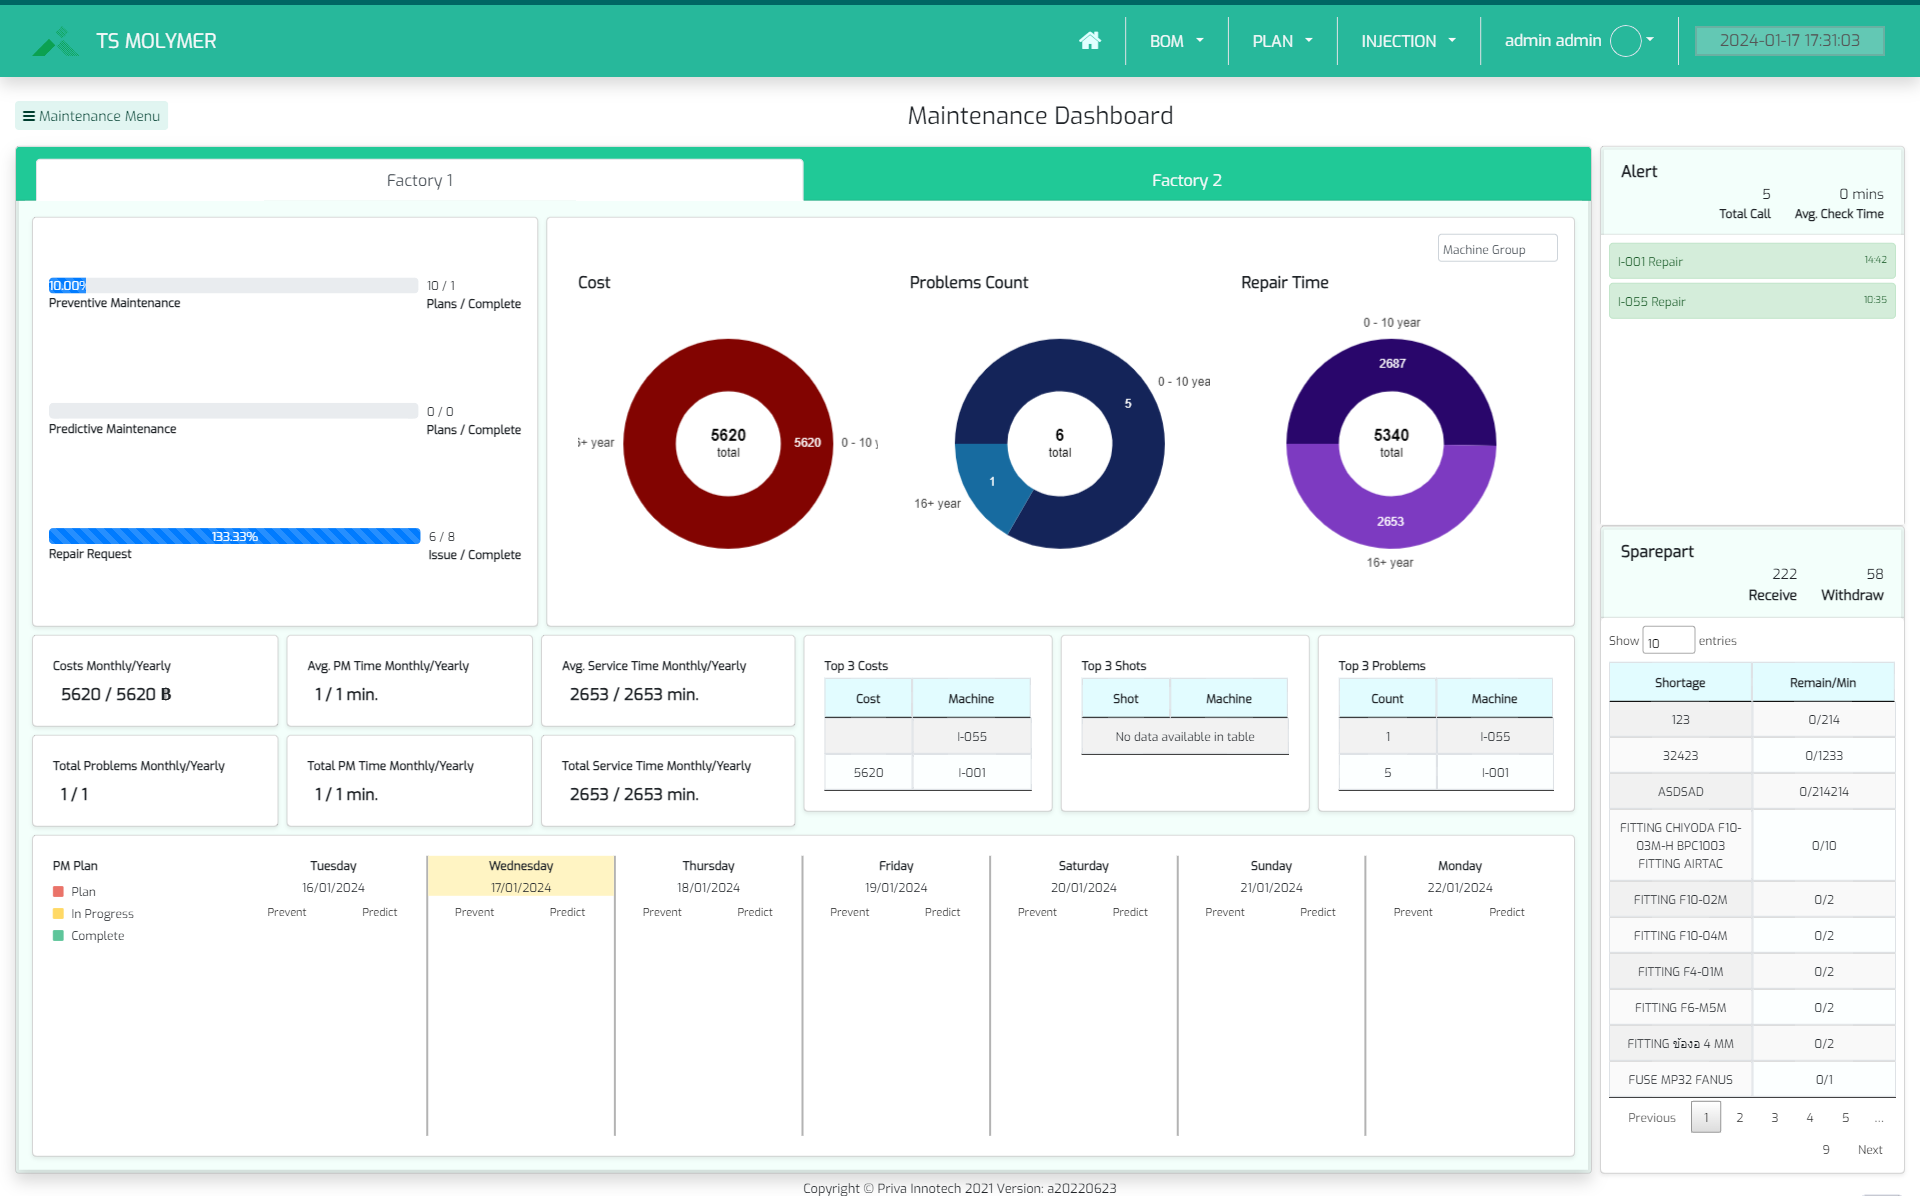 TS MOLYMER
BOM
PLAN
INJECTION
admin admin
2024-01-17 17:31:03
Maintenance Menu
Maintenance Dashboard
Factory 1
Factory 2
10.00%
10 / 1
Preventive Maintenance
Plans / Complete
0 / 0
Predictive Maintenance
Plans / Complete
133.33%
6 / 8
Repair Request
Issue / Complete
Machine Group
Cost
Problems Count
Repair Time
5620
total
5620
0 - 10 y
6+ year
6
total
5
1
0 - 10 yea
16+ year
0 - 10 year
2687
5340
total
2653
16+ year
Costs Monthly/Yearly
5620 / 5620 ฿
Avg. PM Time Monthly/Yearly
1 / 1 min.
Avg. Service Time Monthly/Yearly
2653 / 2653 min.
Total Problems Monthly/Yearly
1 / 1
Total PM Time Monthly/Yearly
1 / 1 min.
Total Service Time Monthly/Yearly
2653 / 2653 min.
Top 3 Costs
Cost Machine
I-055
5620 I-001
Top 3 Shots
Shot Machine
No data available in table
Top 3 Problems
Count Machine
1 I-055
5 I-001
PM Plan
Plan
In Progress
Complete
Tuesday
16/01/2024
Prevent Predict
Wednesday
17/01/2024
Prevent Predict
Thursday
18/01/2024
Prevent Predict
Friday
19/01/2024
Prevent Predict
Saturday
20/01/2024
Prevent Predict
Sunday
21/01/2024
Prevent Predict
Monday
22/01/2024
Prevent Predict
Alert
5
Total Call
0 mins
Avg. Check Time
I-001 Repair 14:42
I-055 Repair 10:35
Sparepart
222
Receive
58
Withdraw
Show 10 entries
Shortage Remain/Min
123 0/214
32423 0/1233
ASDSAD 0/214214
FITTING CHIYODA F10-
03M-H BPC1003
FITTING AIRTAC
0/10
FITTING F10-02M 0/2
FITTING F10-04M 0/2
FITTING F4-01M 0/2
FITTING F6-M5M 0/2
FITTING ข้องอ 4 MM 0/2
FUSE MP32 FANUS 0/1
Previous 1 2 3 4 5 ...
9 Next
Copyright © Priva Innotech 2021 Version: a20220623